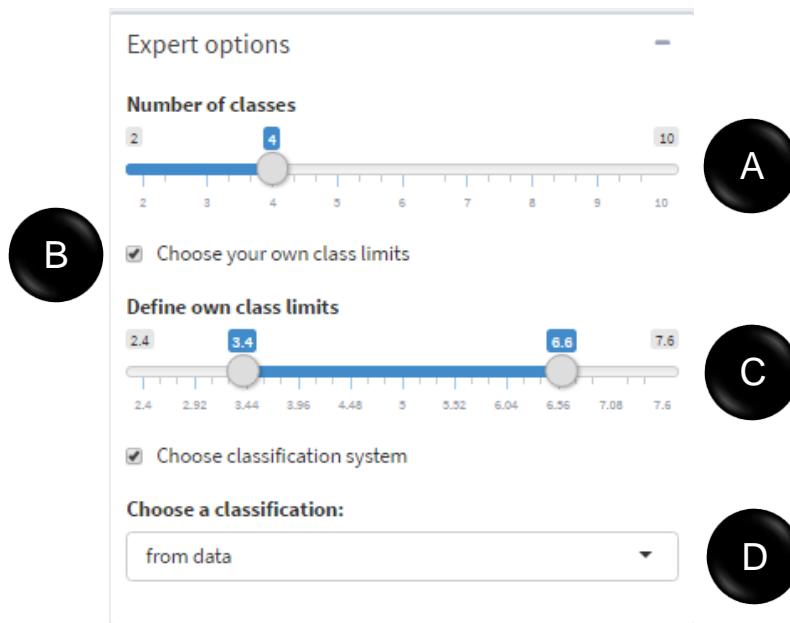 Expert options
Number of classes
2 4 10
A
2 3 4 5 6 7 8 9 10
B
Choose your own class limits
Define own class limits
2.4 3.4 6.6 7.6
C
2.4 2.92 3.44 3.96 4.48 5 5.52 6.04 6.56 7.08 7.6
Choose classification system
Choose a classification:
from data
D